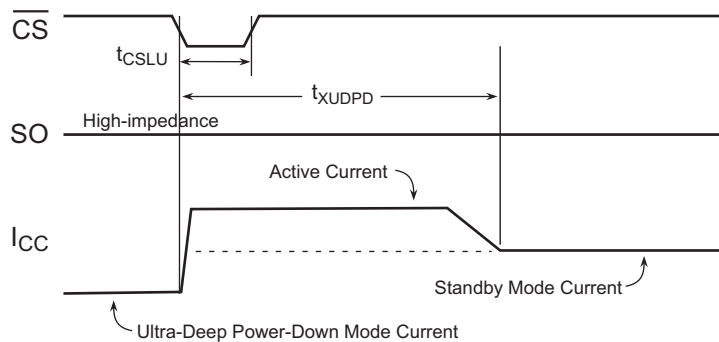 CS
tCSLU
tXUDPD
High-impedance
SO
Active Current
ICC
Standby Mode Current
Ultra-Deep Power-Down Mode Current